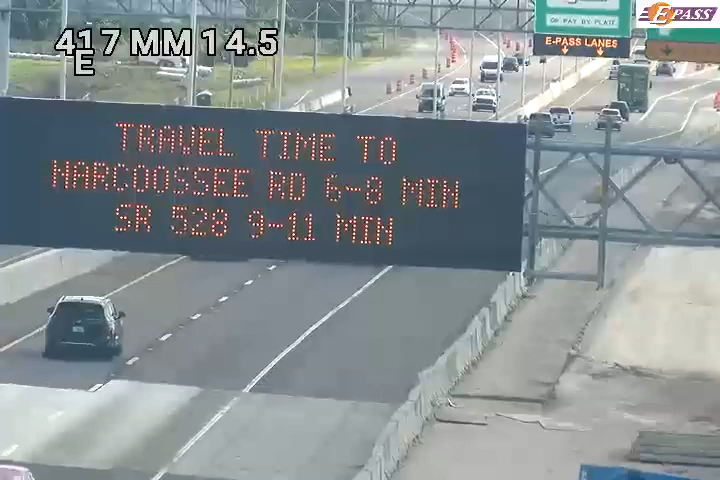 417 MM 14.5
E
E-PASS
OR PAY BY PLATE
E-PASS LANES
TRAVEL TIME TO
NARCOOSSEE RD 6-8 MIN
SR 528 9-11 MIN